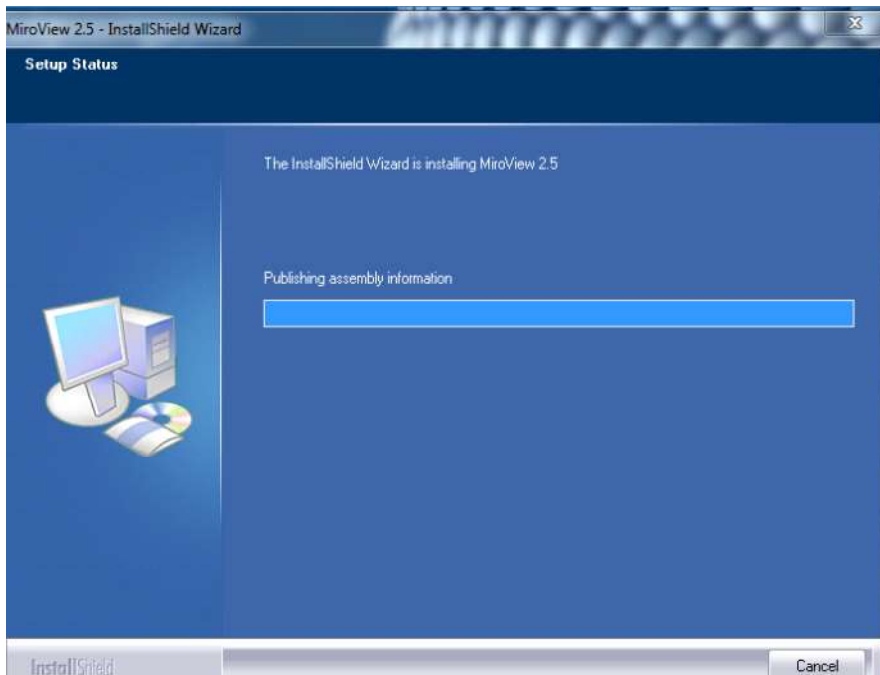 MiroView 2.5 - InstallShield Wizard
Setup Status
The InstallShield Wizard is installing MiroView 2.5
Publishing assembly information
InstallShield
Cancel